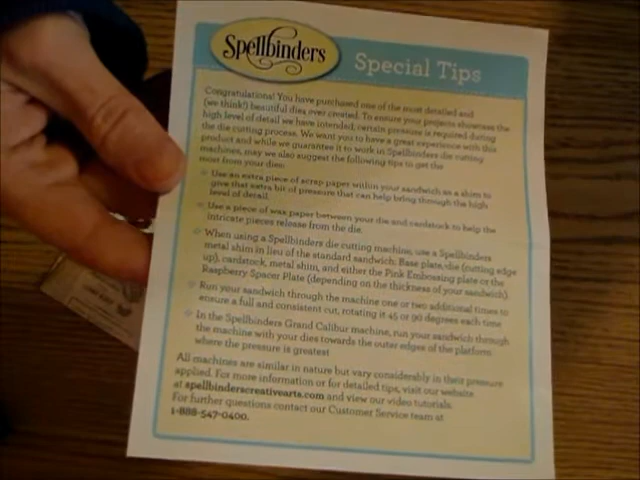 Spellbinders
Special Tips
Congratulations! You have purchased one of the most detailed and
(we think!) beautiful dies ever created. To ensure your projects showcase the
high level of detail we have intended, certain pressure is required during
the die cutting process. We want you to have a great experience with this
product and while we guarantee it to work in Spellbinders die cutting
machines, may we also suggest the following tips to get the
most from your dies:
Use an extra piece of scrap paper within your sandwich as a shim to
give that extra bit of pressure that can help bring through the high
level of detail.
Use a piece of wax paper between your die and cardstock to help the
intricate pieces release from the die.
When using a Spellbinders die cutting machine, use a Spellbinders
metal shim in lieu of the standard sandwich: Base plate, die (cutting edge
up), cardstock, metal shim, and either the Pink Embossing plate or the
Raspberry Spacer Plate (depending on the thickness of your sandwich).
Run your sandwich through the machine one or two additional times to
ensure a full and consistent cut, rotating it 45 or 90 degrees each time
In the Spellbinders Grand Calibur machine, run your sandwich through
the machine with your dies towards the outer edges of the platform
where the pressure is greatest
All machines are similar in nature but vary considerably in their pressure
applied. For more information or for detailed tips, visit our website
at spellbinderscreativearts.com and view our video tutorials.
For further questions contact our Customer Service team at
1-888-547-0400.